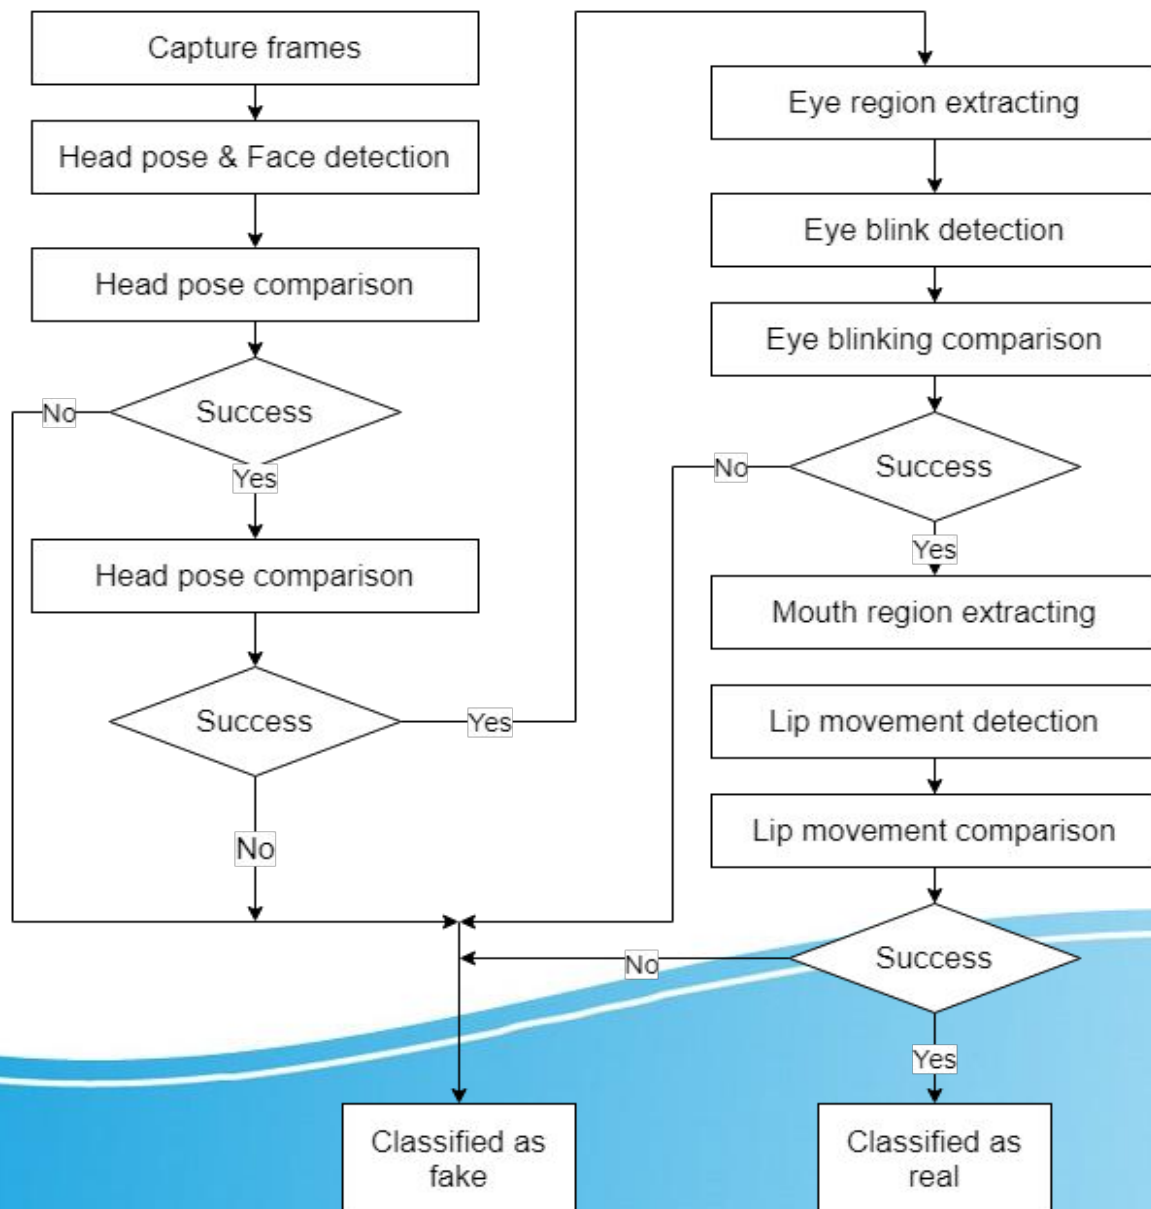 Capture frames
Head pose & Face detection
Head pose comparison
Success
No
Yes
Head pose comparison
Success
Yes
No
Eye region extracting
Eye blink detection
Eye blinking comparison
Success
No
Yes
Mouth region extracting
Lip movement detection
Lip movement comparison
Success
No
Yes
Classified as
fake
Classified as
real